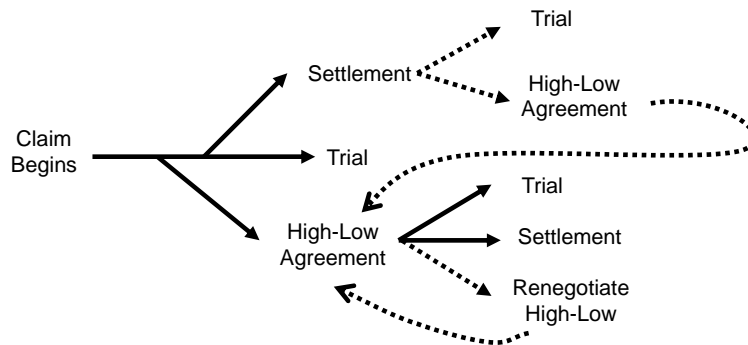 Trial
Settlement
High-Low
Agreement
Claim
Begins
Trial
Trial
High-Low
Agreement
Settlement
Renegotiate
High-Low